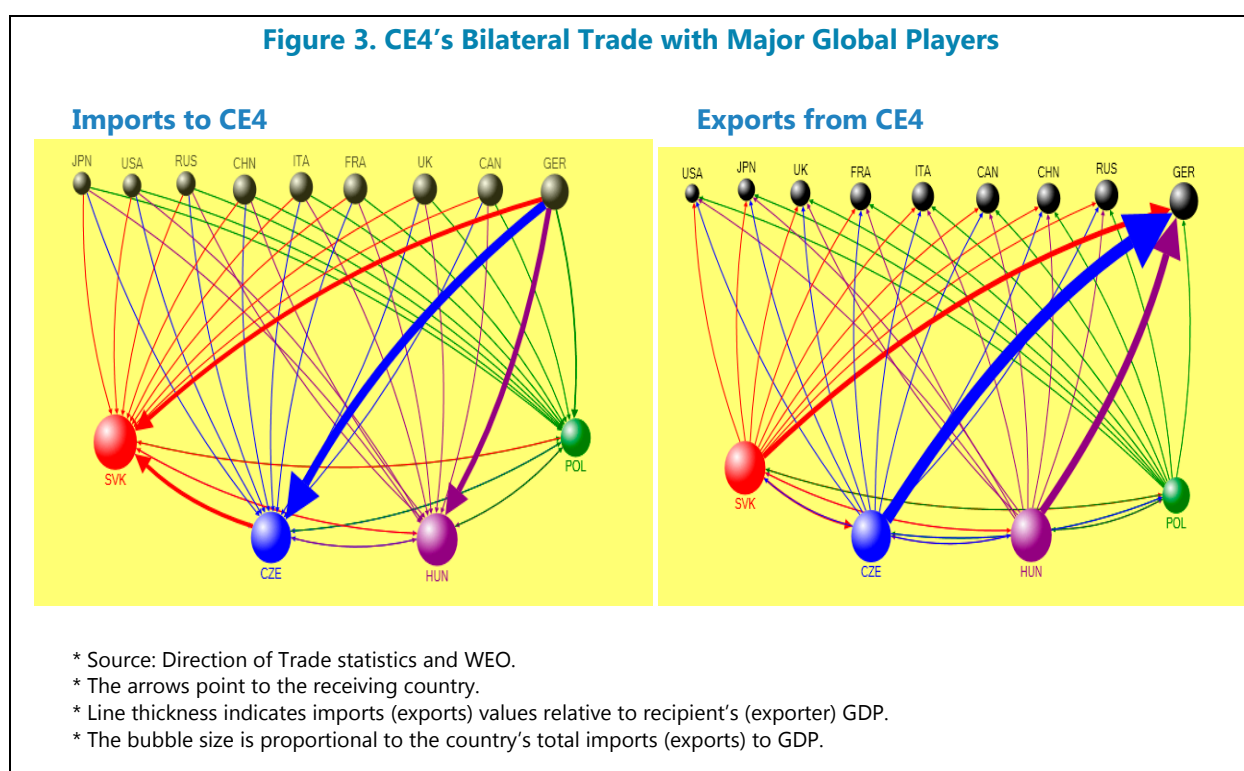 Figure 3. CE4's Bilateral Trade with Major Global Players
Imports to CE4
JPN USA RUS CHN ITA FRA UK CAN GER
SVK
POL
CZE
HUN
Exports from CE4
USA JPN UK FRA ITA CAN CHN RUS GER
SVK
POL
CZE
HUN
* Source: Direction of Trade statistics and WEO.
* The arrows point to the receiving country.
* Line thickness indicates imports (exports) values relative to recipient's (exporter) GDP.
* The bubble size is proportional to the country's total imports (exports) to GDP.